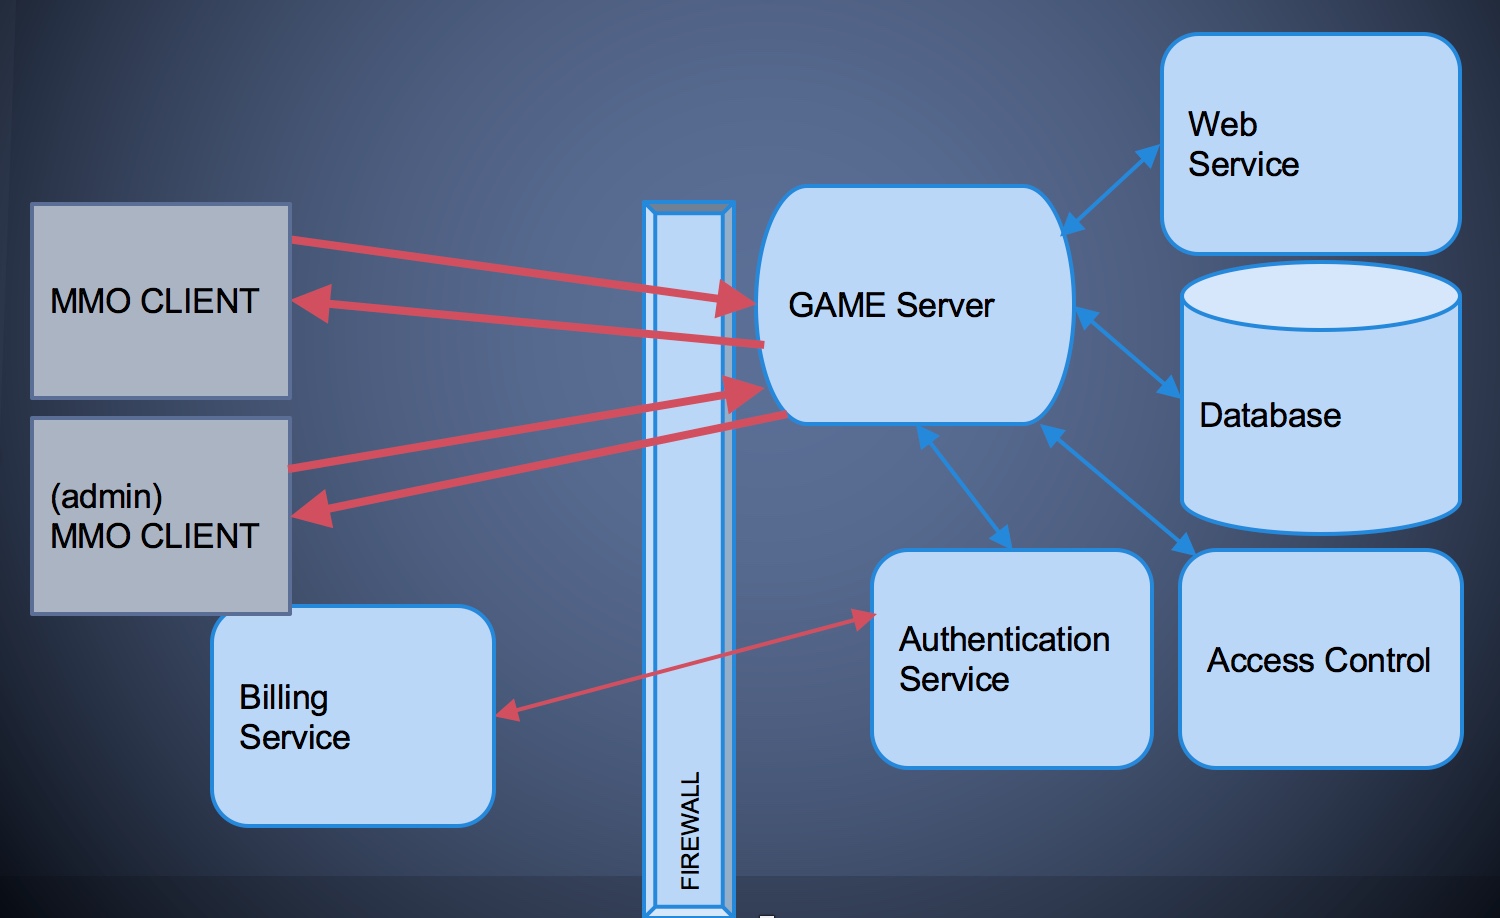 Web
Service
MMO CLIENT
GAME Server
Database
(admin)
MMO CLIENT
Authentication
Service
Access Control
Billing
Service
FIREWALL